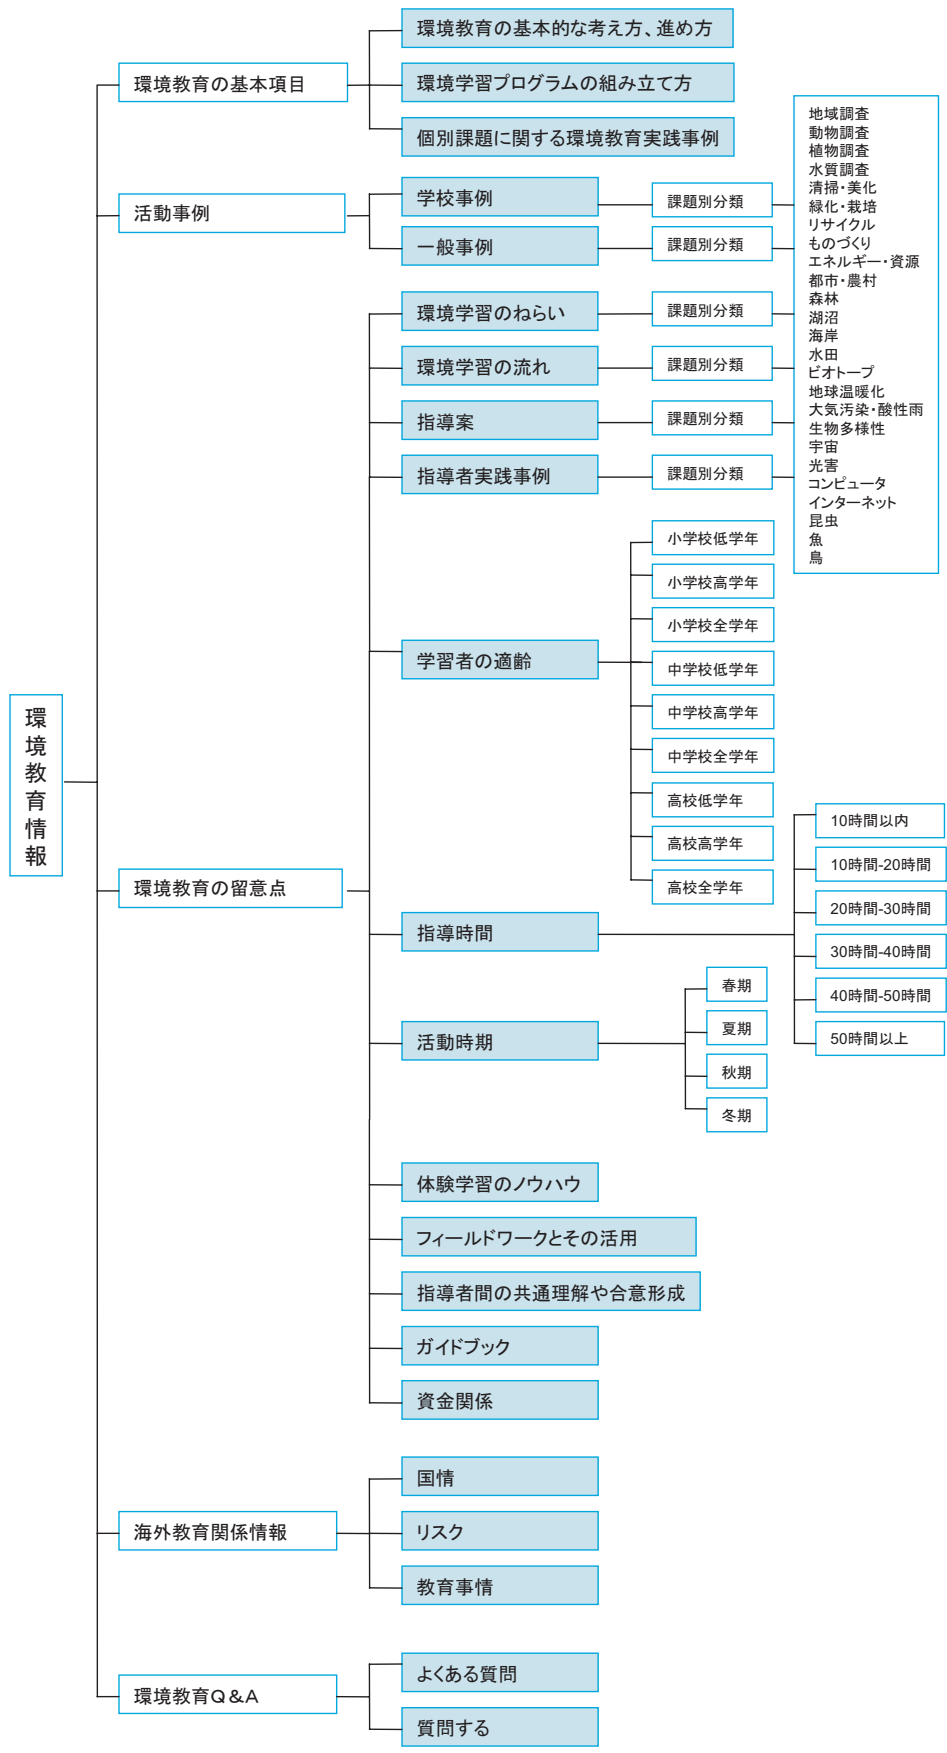 環境教育情報
環境教育の基本項目
環境教育の基本的な考え方、進め方
環境学習プログラムの組み立て方
個別課題に関する環境教育実践事例
活動事例
学校事例
課題別分類
一般事例
課題別分類
環境教育の留意点
環境学習のねらい
課題別分類
環境学習の流れ
課題別分類
指導案
課題別分類
指導者実践事例
課題別分類
地域調査
動物調査
植物調査
水質調査
清掃・美化
緑化・栽培
リサイクル
ものづくり
エネルギー・資源
都市・農村
森林
湖沼
海岸
水田
ビオトープ
地球温暖化
大気汚染・酸性雨
生物多様性
宇宙
光害
コンピュータ
インターネット
昆虫
魚
鳥
学習者の適齢
小学校低学年
小学校高学年
小学校全学年
中学校低学年
中学校高学年
中学校全学年
高校低学年
高校高学年
高校全学年
指導時間
10時間以内
10時間-20時間
20時間-30時間
30時間-40時間
40時間-50時間
50時間以上
活動時期
春期
夏期
秋期
冬期
体験学習のノウハウ
フィールドワークとその活用
指導者間の共通理解や合意形成
ガイドブック
資金関係
海外教育関係情報
国情
リスク
教育事情
環境教育Q＆A
よくある質問
質問する